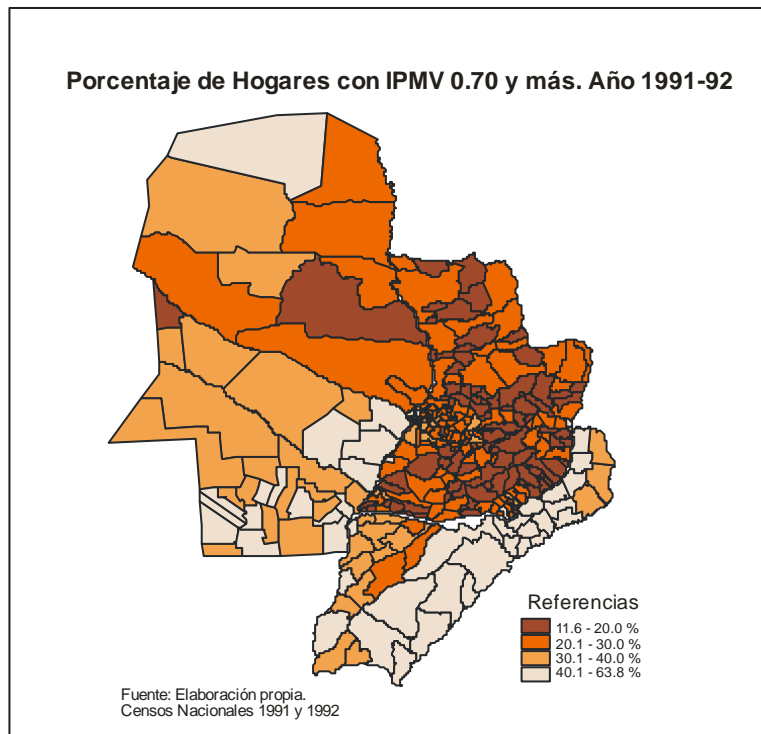 Porcentaje de Hogares con IPMV 0.70 y más. Año 1991-92
Referencias
11.6 - 20.0 %
20.1 - 30.0 %
30.1 - 40.0 %
40.1 - 63.8 %
Fuente: Elaboración propia.
Censos Nacionales 1991 y 1992